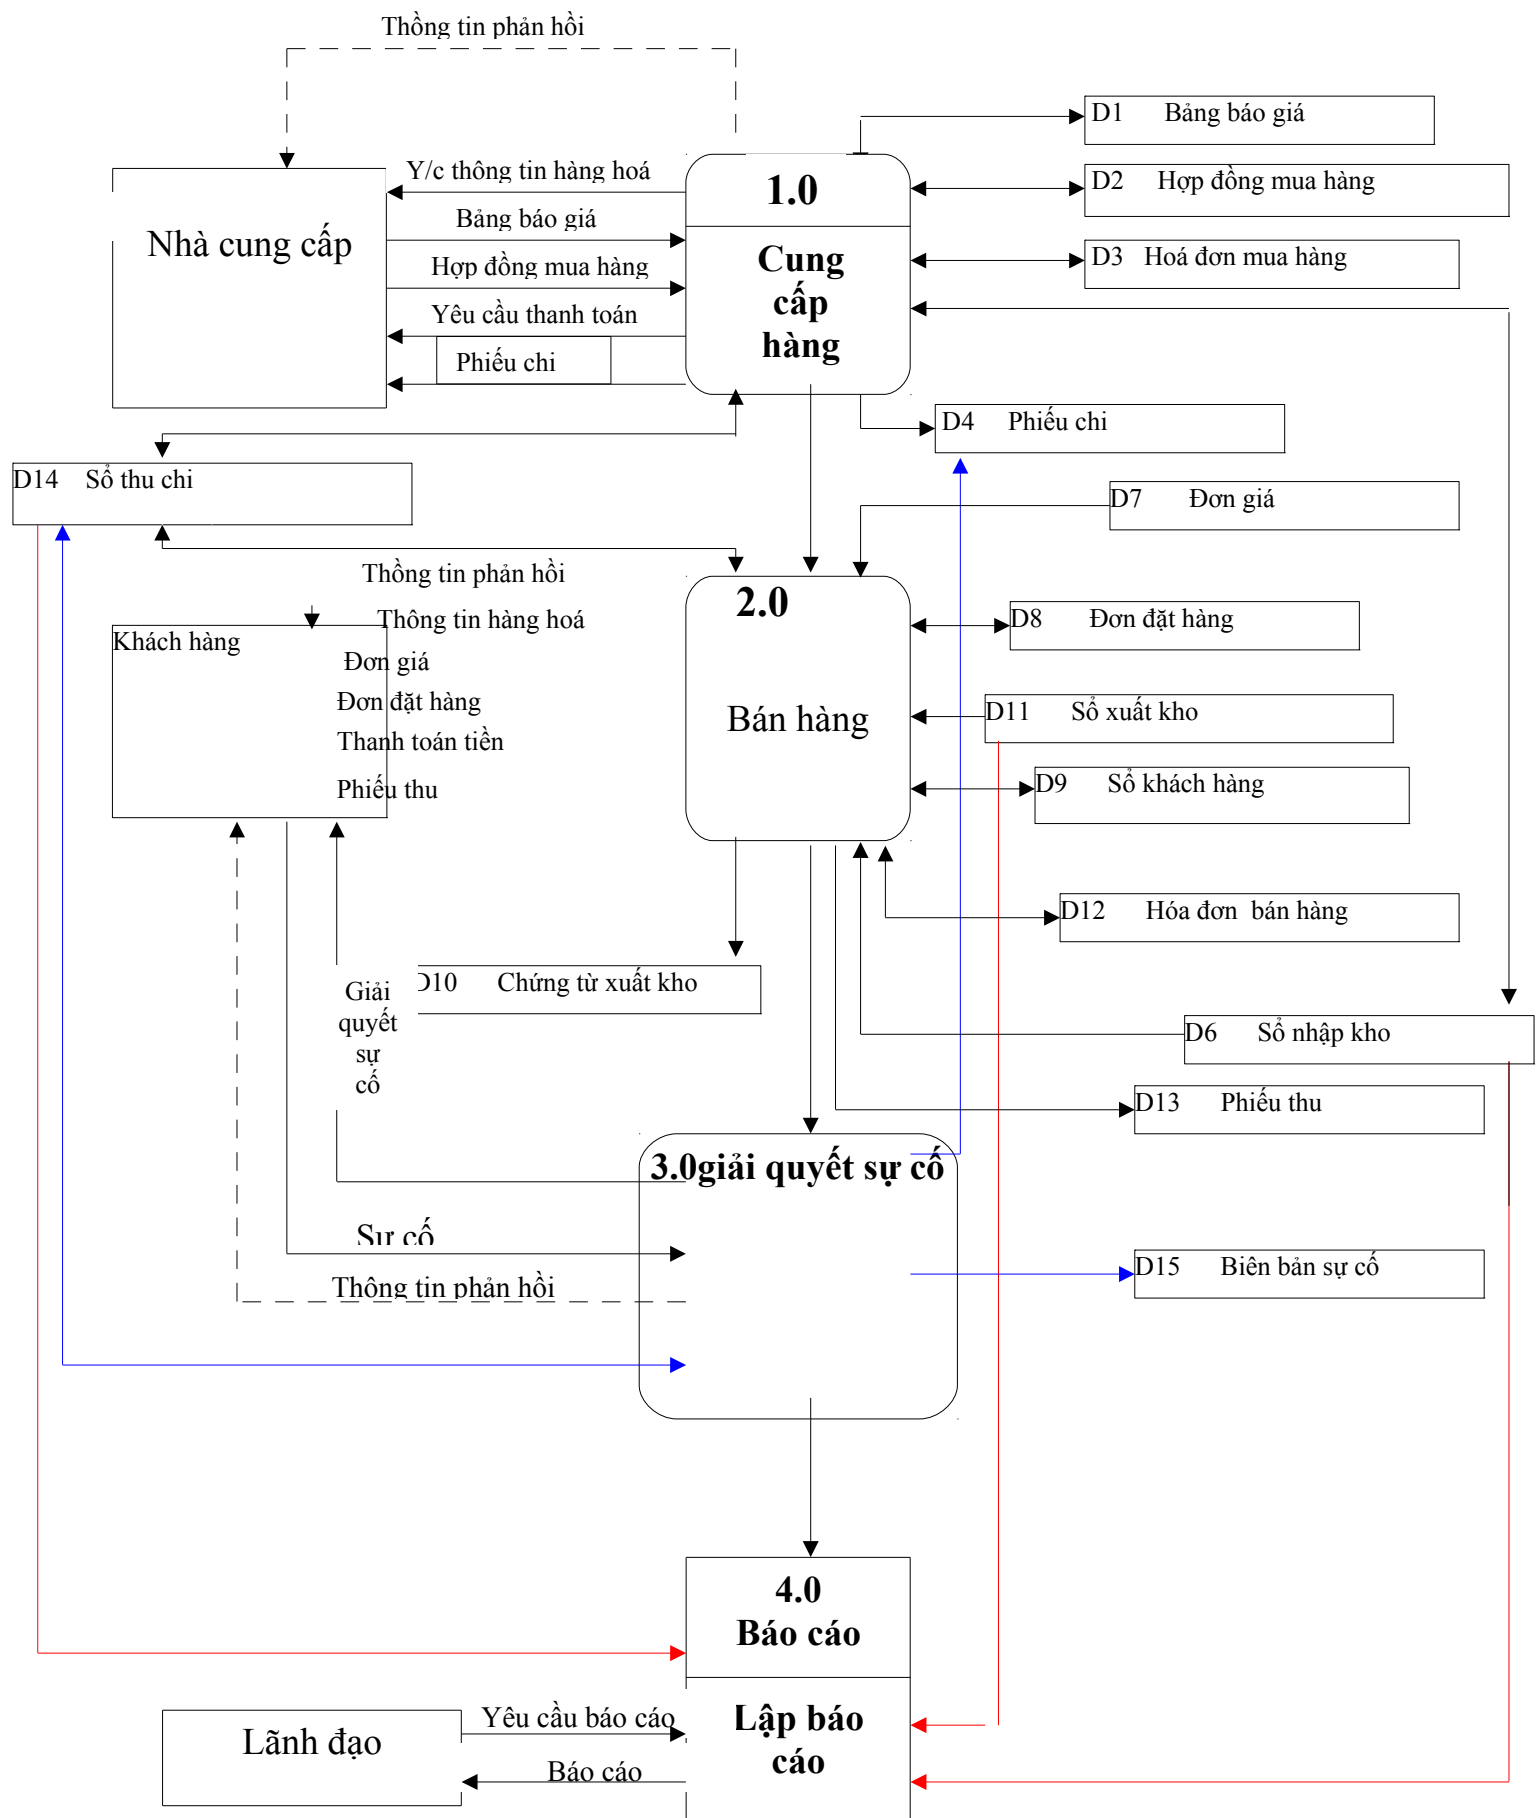 Thồng tin phản hồi
D1 Bảng báo giá
Y/c thông tin hàng hoá
1.0
D2 Hợp đồng mua hàng
Bảng báo giá
Nhà cung cấp
D3 Hoá đơn mua hàng
Hợp đồng mua hàng
Cung
cấp
hàng
Yêu cầu thanh toán
Phiếu chi
D4 Phiếu chi
D14 Sổ thu chi
D7 Đơn giá
Thồng tin phản hồi
2.0
Thông tin hàng hoá
D8 Đơn đặt hàng
Khách hàng
Đơn giá
Đơn đặt hàng
Bán hàng
D11 Sổ xuất kho
Thanh toán tiền
Phiếu thu
D9 Sổ khách hàng
D12 Hóa đơn bán hàng
D10 Chứng từ xuất kho
Giải
quyết
sự
cố
D6 Sổ nhập kho
D13 Phiếu thu
3.0giải quyết sự cố
Sự cố
D15 Biên bản sự cố
Thông tin phản hồi
4.0
Báo cáo
Yêu cầu báo cáo
Lập báo
cáo
Lãnh đạo
Báo cáo